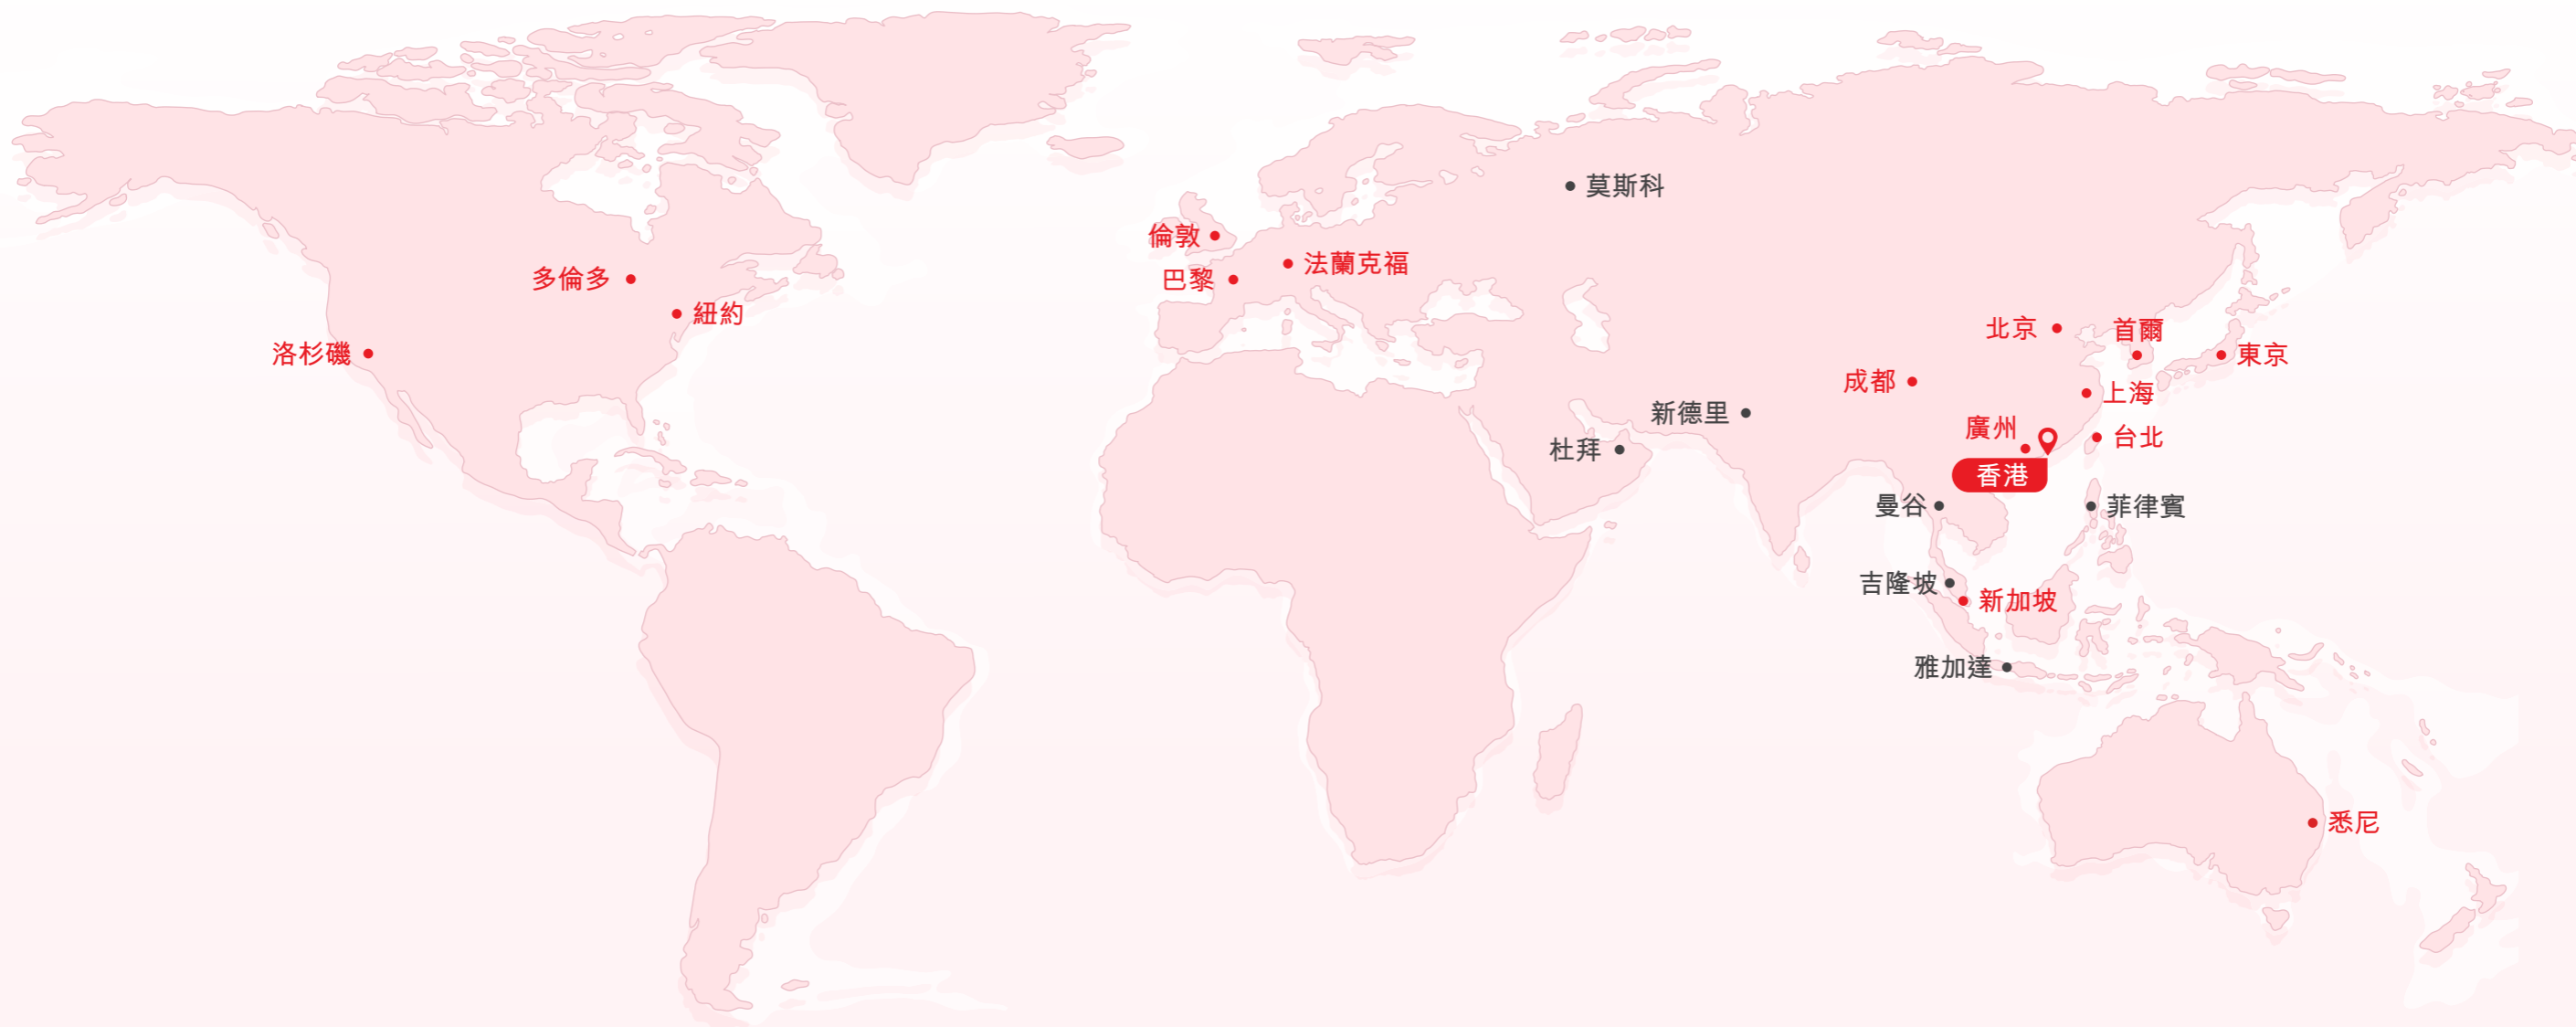 莫斯科
倫敦
法蘭克福
巴黎
多倫多
紐約
洛杉磯
北京
首爾
東京
成都
上海
新德里
廣州
台北
杜拜
香港
曼谷
菲律賓
吉隆坡
新加坡
雅加達
悉尼